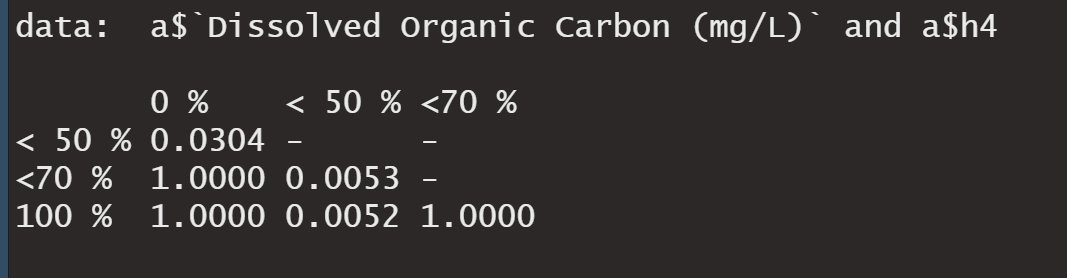 data:  a$`Dissolved Organic Carbon (mg/L)` and a$h4
0 % < 50 % <70 %
< 50 % 0.0304 - -
<70 % 1.0000 0.0053 -
100 % 1.0000 0.0052 1.0000